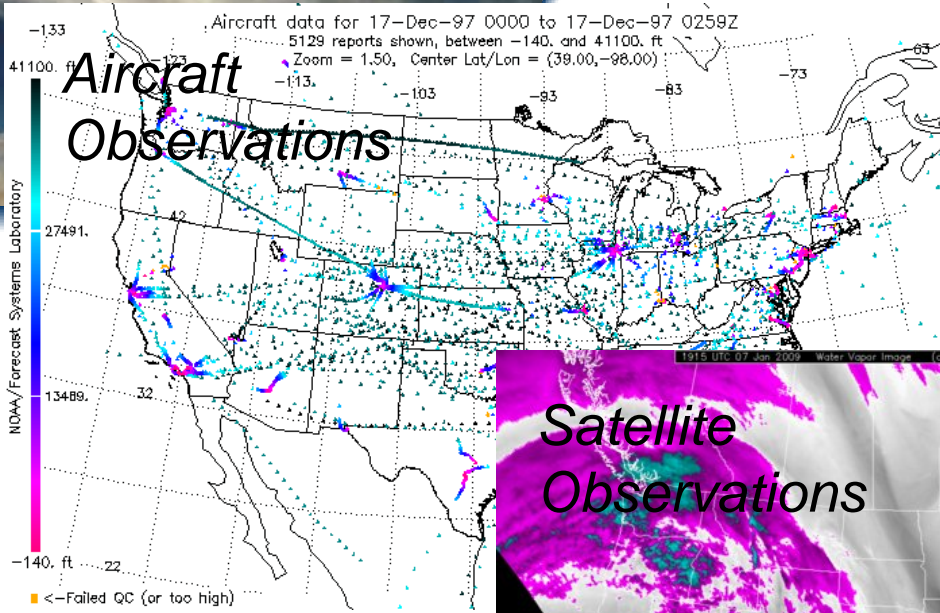 Aircraft data for 17-Dec-97 0000 to 17-Dec-97 0259Z
5129 reports shown, between -140. and 41100. ft
Zoom = 1.50, Center Lat/Lon = (39.00,-98.00)
-133
-123
-113
-103
-93
-83
-73
63
41100. ft
Aircraft
Observations
42
27491.
NOAA/Forecast Systems Laboratory
13489.
32
-140. ft
22
<-Failed QC (or too high)
1915 UTC 07 Jan 2009 Water Vapor Image
Satellite
Observations